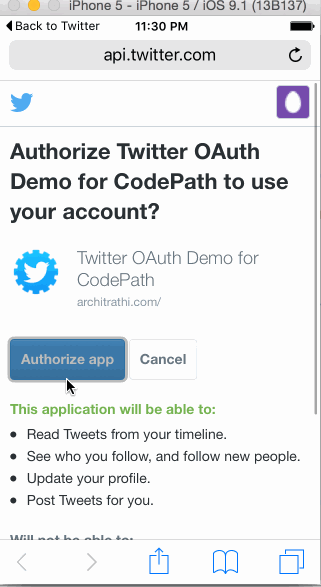 iPhone 5 - iPhone 5 / iOS 9.1 (13B137)
Back to Twitter 11:30 PM
api.twitter.com
Authorize Twitter OAuth
Demo for CodePath to use
your account?
Twitter OAuth Demo for
CodePath
architrathi.com/
Authorize app Cancel
This application will be able to:
Read Tweets from your timeline.
See who you follow, and follow new people.
Update your profile.
Post Tweets for you.
Will not be able to: